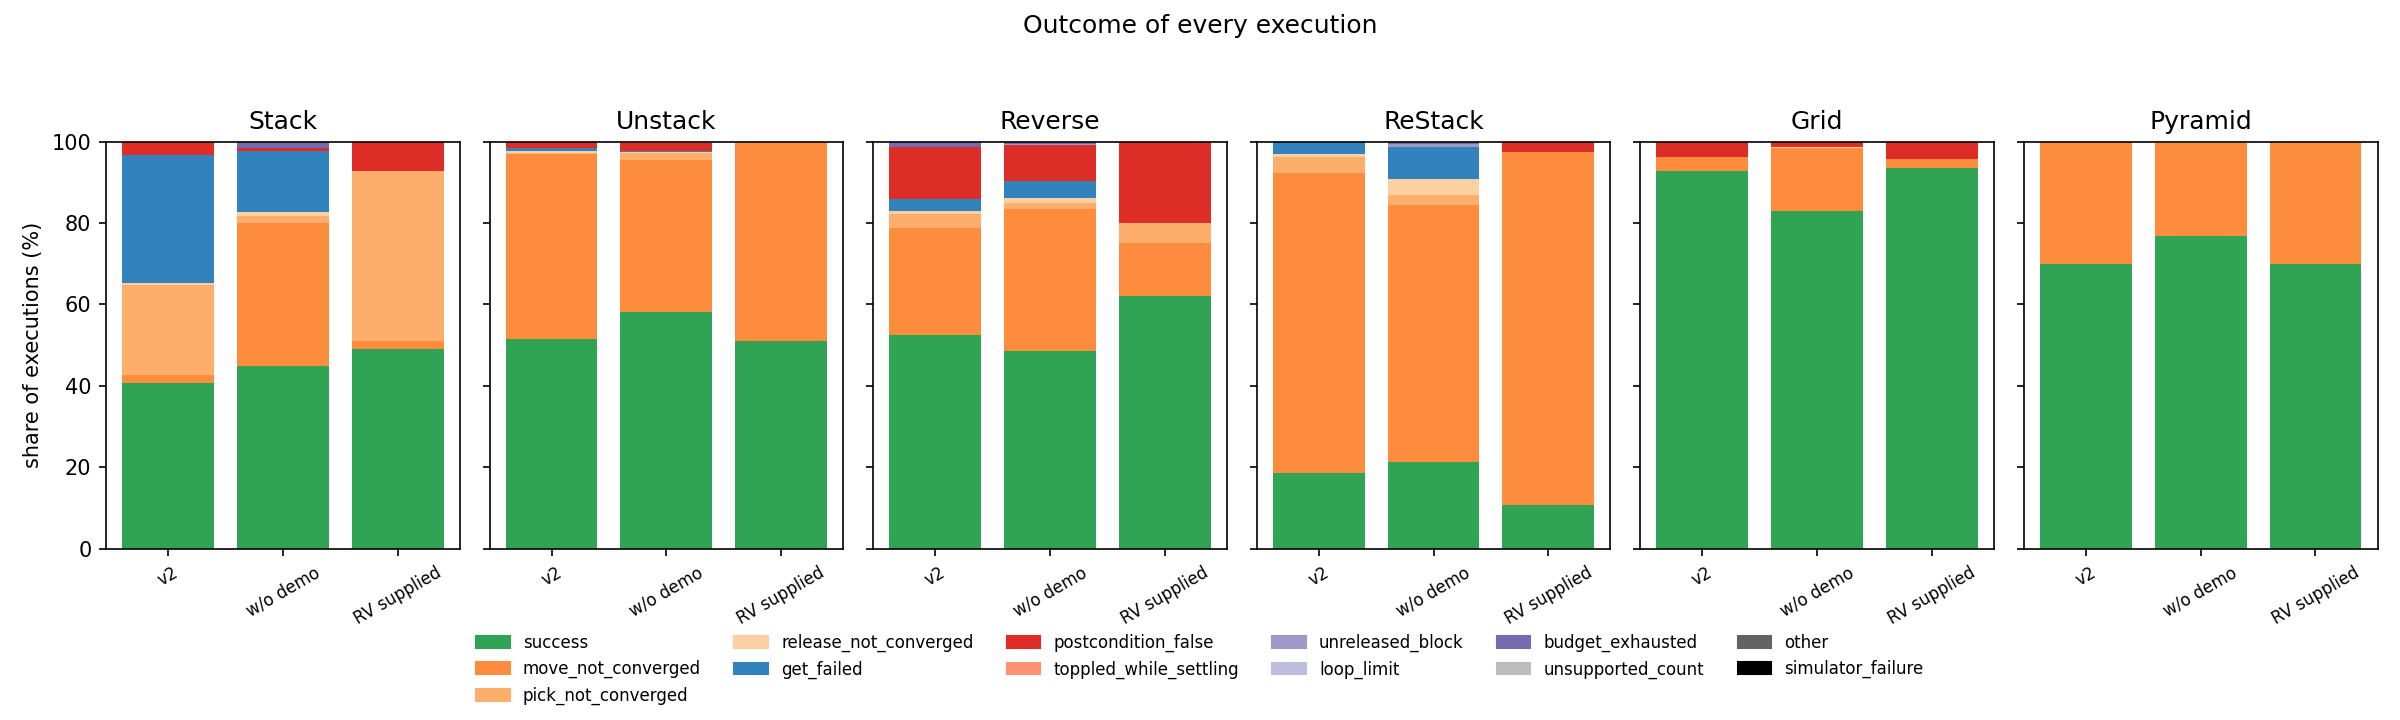 Outcome of every execution
Stack Unstack Reverse ReStack Grid Pyramid
share of executions (%)
100
80
60
40
20
0
v2 w/o demo RV supplied v2 w/o demo RV supplied v2 w/o demo RV supplied v2 w/o demo RV supplied v2 w/o demo RV supplied v2 w/o demo RV supplied
success release_not_converged postcondition_false unreleased_block budget_exhausted other
move_not_converged get_failed toppled_while_settling loop_limit unsupported_count simulator_failure
pick_not_converged